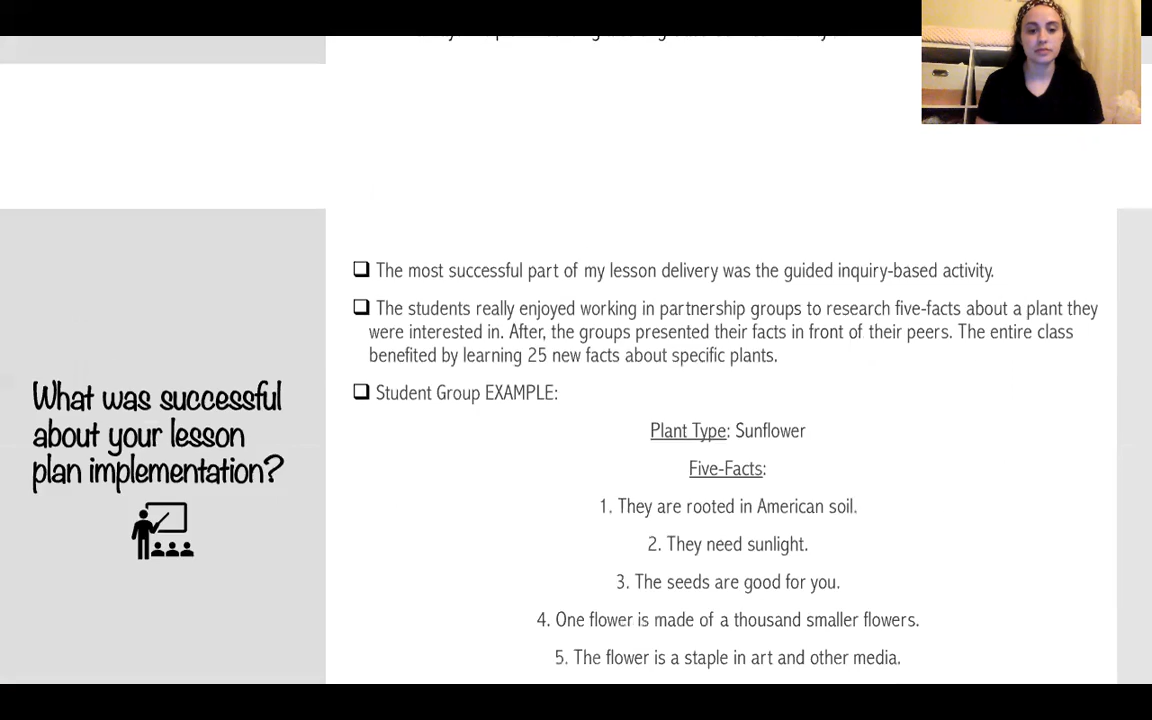 What was successful
about your lesson
plan implementation?
The most successful part of my lesson delivery was the guided inquiry-based activity.
The students really enjoyed working in partnership groups to research five-facts about a plant they
were interested in. After, the groups presented their facts in front of their peers. The entire class
benefited by learning 25 new facts about specific plants.
Student Group EXAMPLE:
Plant Type: Sunflower
Five-Facts:
1. They are rooted in American soil.
2. They need sunlight.
3. The seeds are good for you.
4. One flower is made of a thousand smaller flowers.
5. The flower is a staple in art and other media.